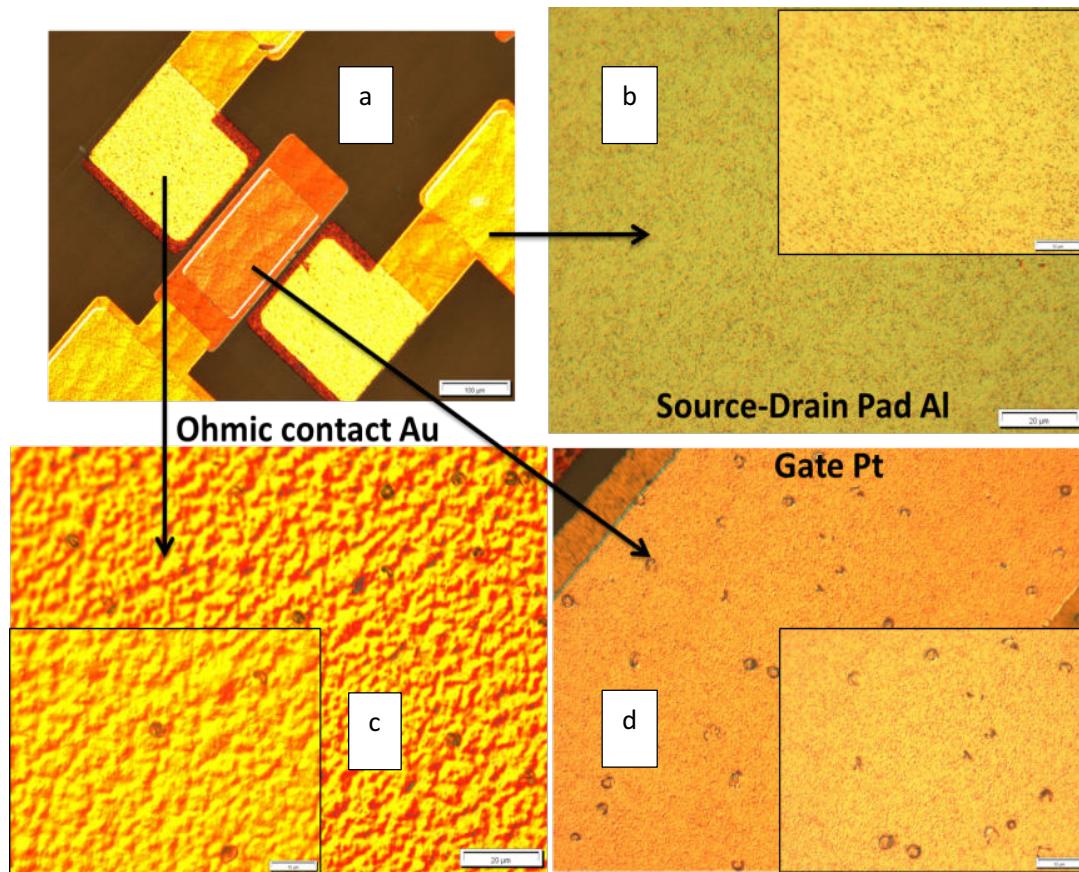 a
b
100 µm
Source-Drain Pad Al
20 µm
Ohmic contact Au
Gate Pt
c
d
20 µm